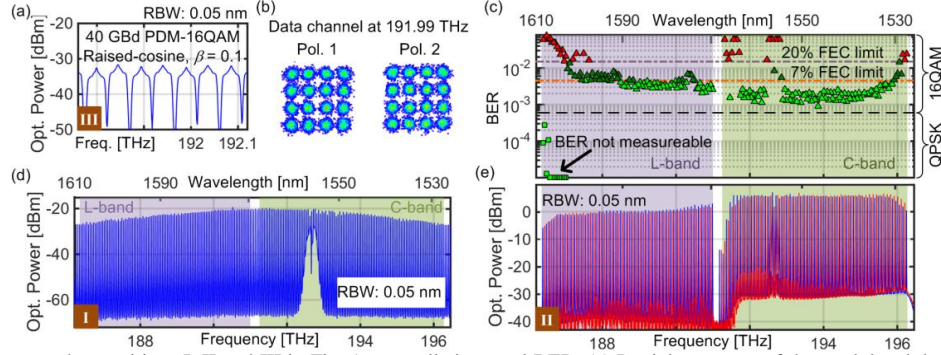 (a)
RBW: 0.05 nm
Opt. Power [dBm]
-20
-30
-40
-50
40 GBd PDM-16QAM
Raised-cosine, β = 0.1
III
Freq. [THz]
192
192.1
(b)
Data channel at 191.99 THz
Pol. 1
Pol. 2
(c)
Wavelength [nm]
1610
1590
1550
1530
BER
10-2
10-3
10-4
20% FEC limit
7% FEC limit
BER not measureable
L-band
C-band
16QAM
QPSK
(d)
1610
Wavelength [nm]
1590
1550
1530
Opt. Power [dBm]
-20
-40
-60
L-band
C-band
RBW: 0.05 nm
I
188
192
194
196
Frequency [THz]
(e)
Opt. Power [dBm]
0
-10
-20
-30
-40
RBW: 0.05 nm
II
188
192
194
196
Frequency [THz]